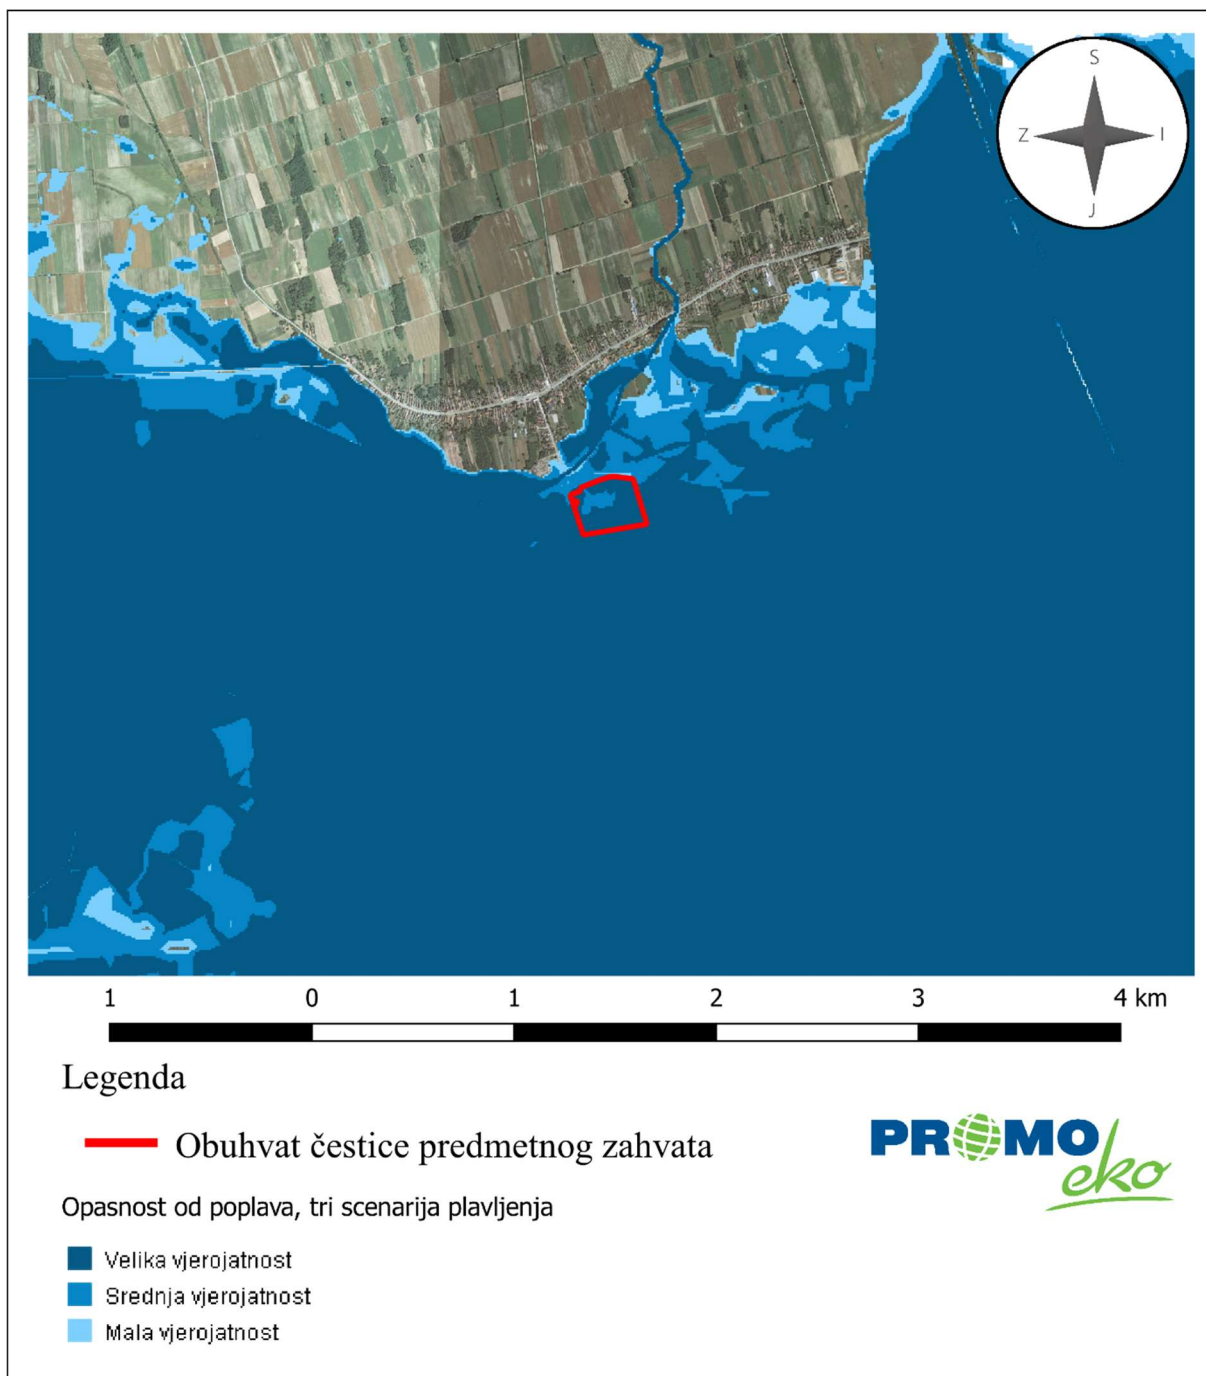 S
Z I
J
1 0 1 2 3 4 km
Legenda
Obuhvat čestice predmetnog zahvata
PROMO
eko
Opasnost od poplava, tri scenarija plavljenja
Velika vjerojatnost
Srednja vjerojatnost
Mala vjerojatnost